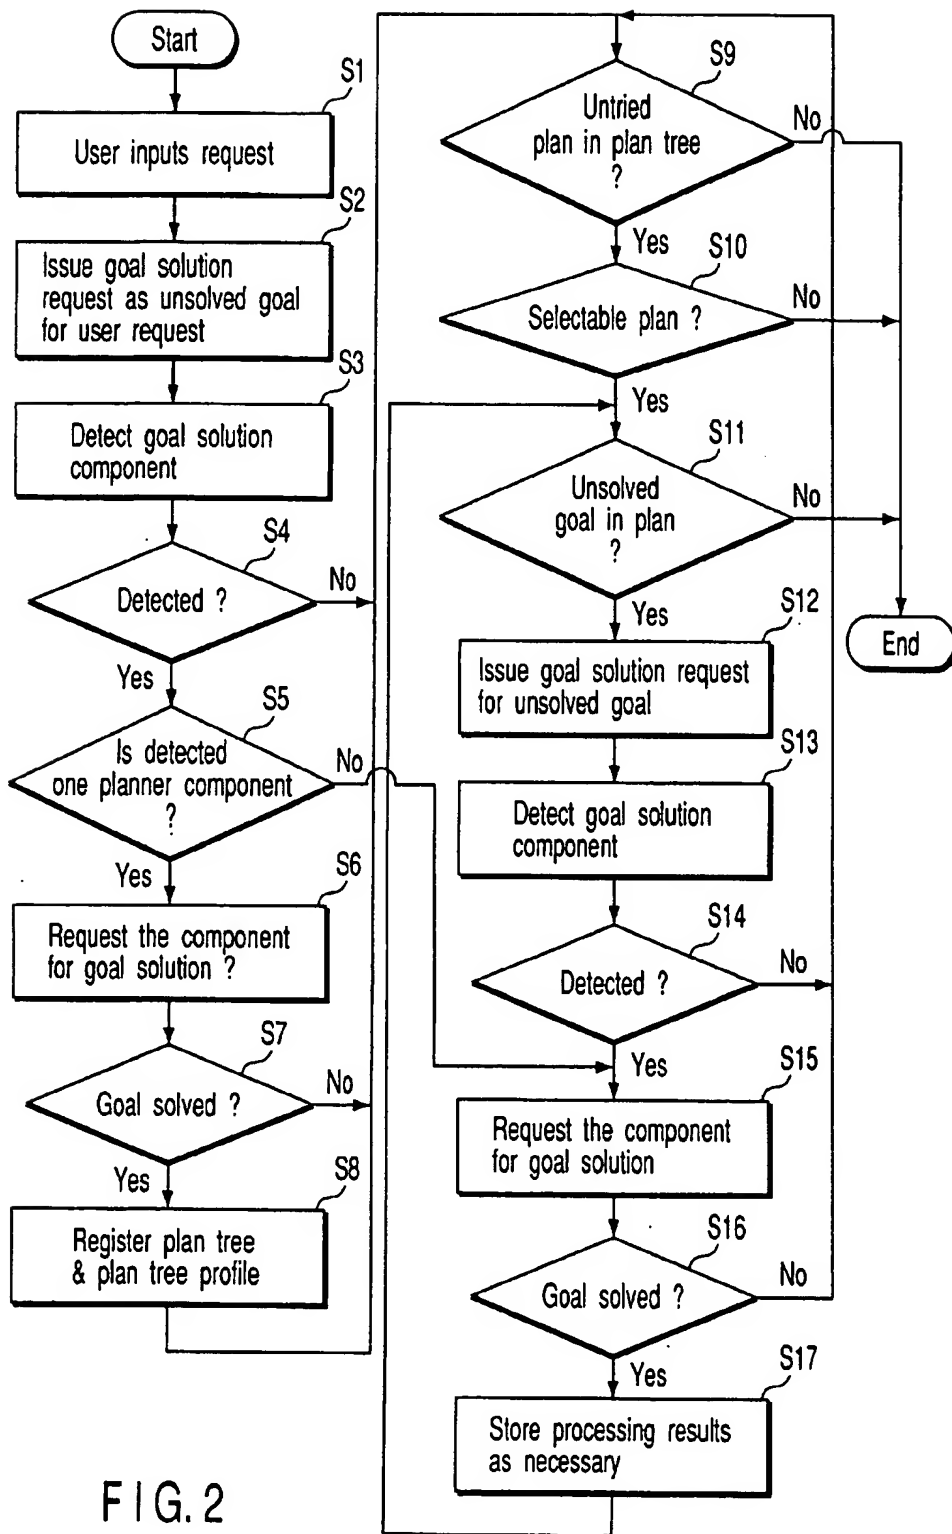 Start
S1
User inputs request
S2
Issue goal solution
request as unsolved goal
for user request
S3
Detect goal solution
component
S4
Detected ?
No
Yes
S5
Is detected
one planner component
?
No
Yes
S6
Request the component
for goal solution ?
S7
Goal solved ?
No
Yes
S8
Register plan tree
& plan tree profile
S9
Untried
plan in plan tree
?
No
Yes
S10
Selectable plan ?
No
Yes
S11
Unsolved
goal in plan
?
No
Yes
End
S12
Issue goal solution request
for unsolved goal
S13
Detect goal solution
component
S14
Detected ?
No
Yes
S15
Request the component
for goal solution
S16
Goal solved ?
No
Yes
S17
Store processing results
as necessary
FIG. 2